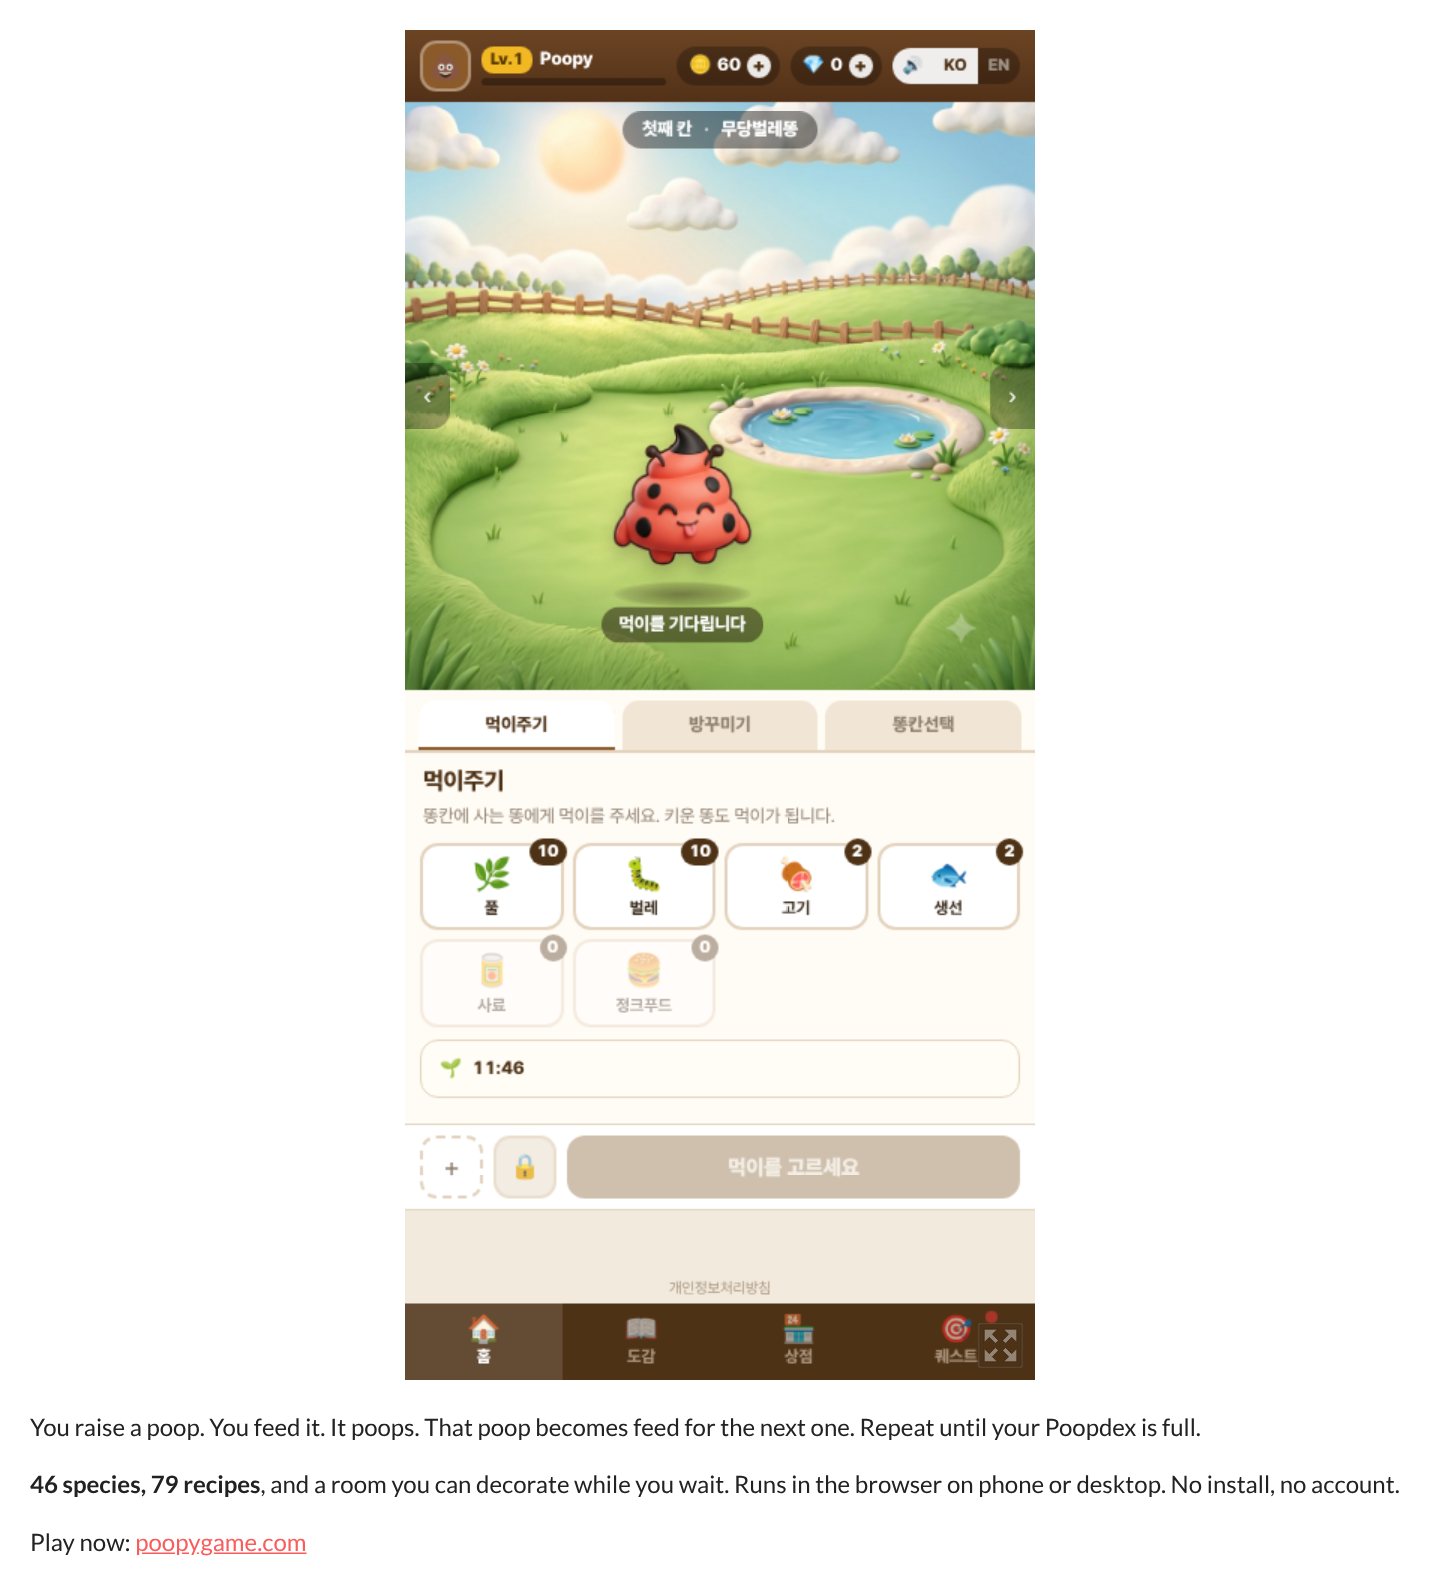 Lv.1 Poopy 60 + 0 + KO EN
첫째 칸 · 무당벌레똥
‹ ›
먹이를 기다립니다
먹이주기 방꾸미기 똥칸선택
먹이주기
똥칸에 사는 똥에게 먹이를 주세요. 키운 똥도 먹이가 됩니다.
10 10 2 2
풀 벌레 고기 생선
0 0
사료 정크푸드
11:46
+ 먹이를 고르세요
개인정보처리방침
24
홈 도감 상점 퀘스트
You raise a poop. You feed it. It poops. That poop becomes feed for the next one. Repeat until your Poopdex is full.
46 species, 79 recipes, and a room you can decorate while you wait. Runs in the browser on phone or desktop. No install, no account.
Play now: poopygame.com